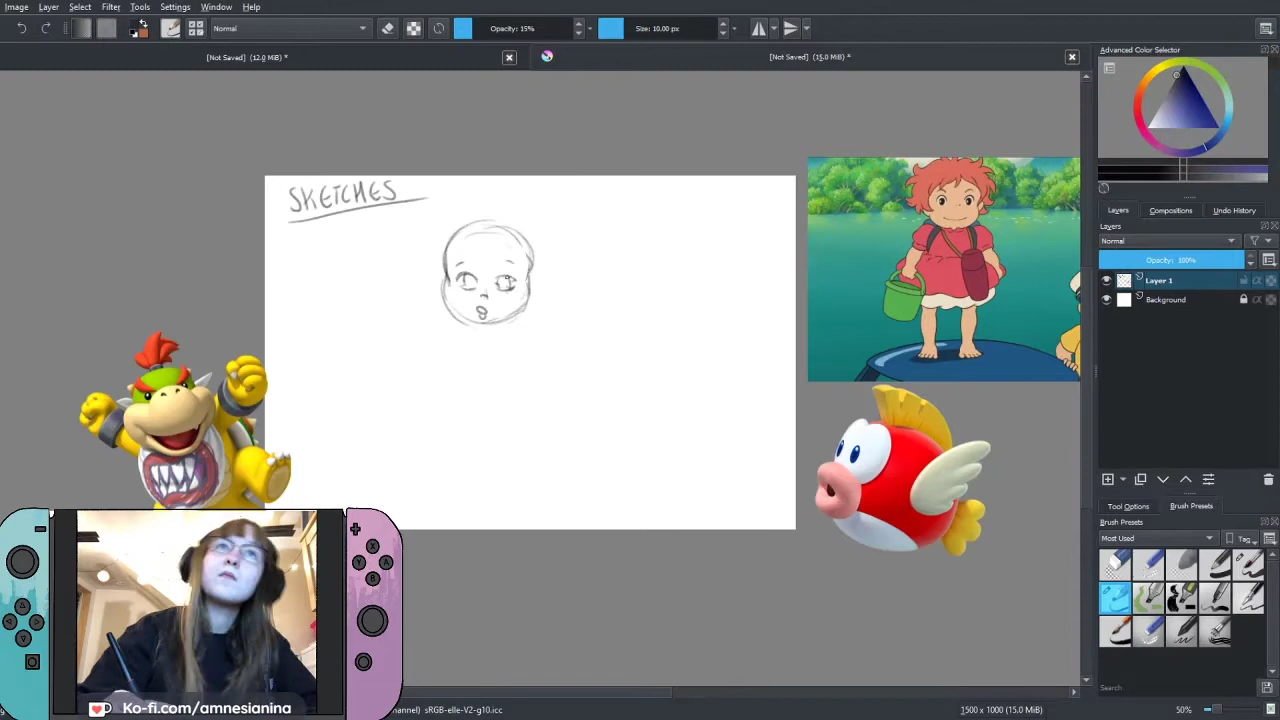 Image Layer Select Filter Tools Settings Window Help
Normal Opacity: 15% Size: 10.00 px
[Not Saved] (12.0 MiB) * [Not Saved] (15.0 MiB) *
Advanced Color Selector
SKETCHES
Layers Compositions Undo History
Layers
Normal
Opacity: 100%
Layer 1
Background
Tool Options Brush Presets
Brush Presets
Most Used Tag
X
Y A
B
Search
Ko-fi.com/amnesianina
sRGB-elle-V2-g10.icc 1500 x 1000 (15.0 MiB) 50%